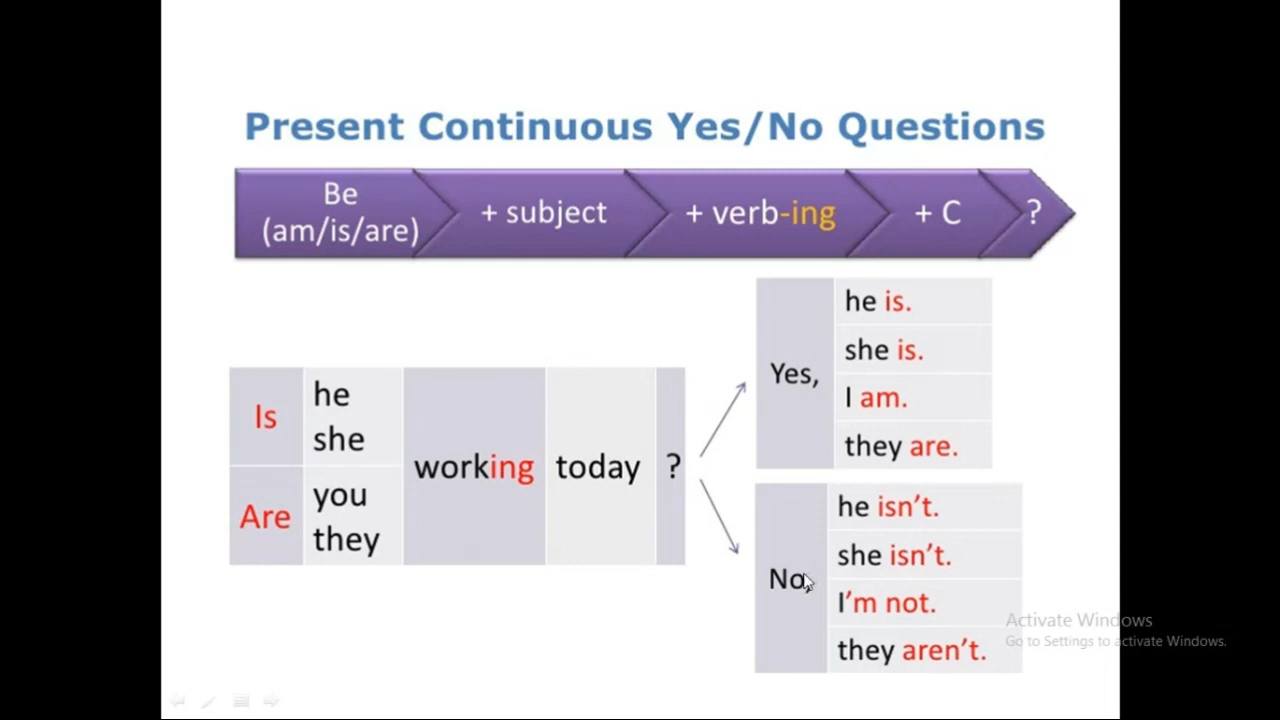 Present Continuous Yes/No Questions
Be
(am/is/are)
+ subject
+ verb-ing
+ C
?
Is
he
she
Are
you
they
working
today
?
Yes,
he is.
she is.
I am.
they are.
No
he isn't.
she isn't.
I'm not.
they aren't.
Activate Windows
Go to Settings to activate Windows.